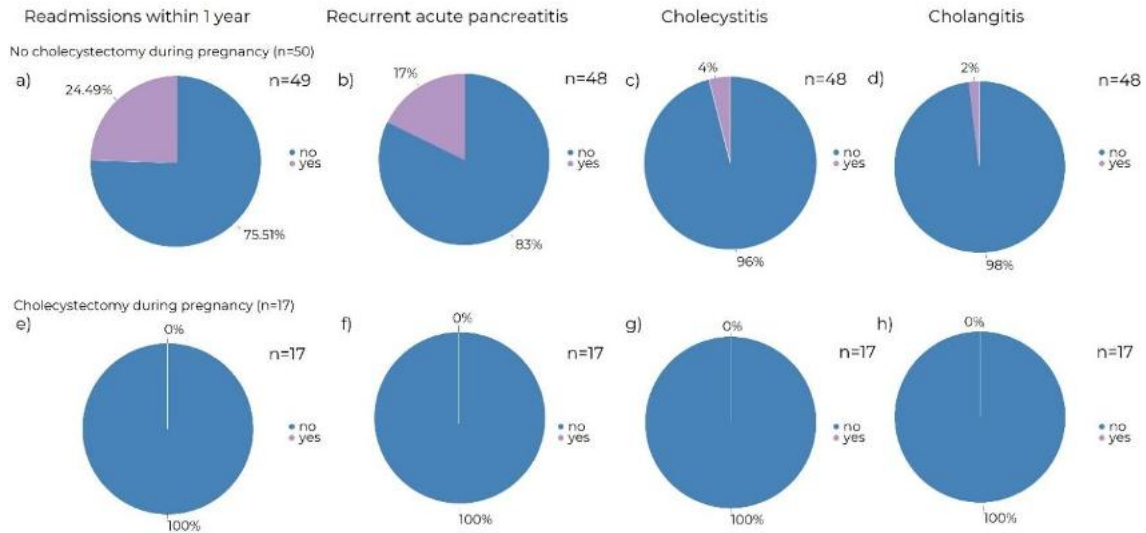 Readmissions within 1 year
Recurrent acute pancreatitis
Cholecystitis
Cholangitis
No cholecystectomy during pregnancy (n=50)
a)
24.49%
n=49
no
yes
75.51%
b)
17%
n=48
no
yes
83%
c)
4%
n=48
no
yes
96%
d)
2%
n=48
no
yes
98%
Cholecystectomy during pregnancy (n=17)
e)
0%
n=17
no
yes
100%
f)
0%
n=17
no
yes
100%
g)
0%
n=17
no
yes
100%
h)
0%
n=17
no
yes
100%